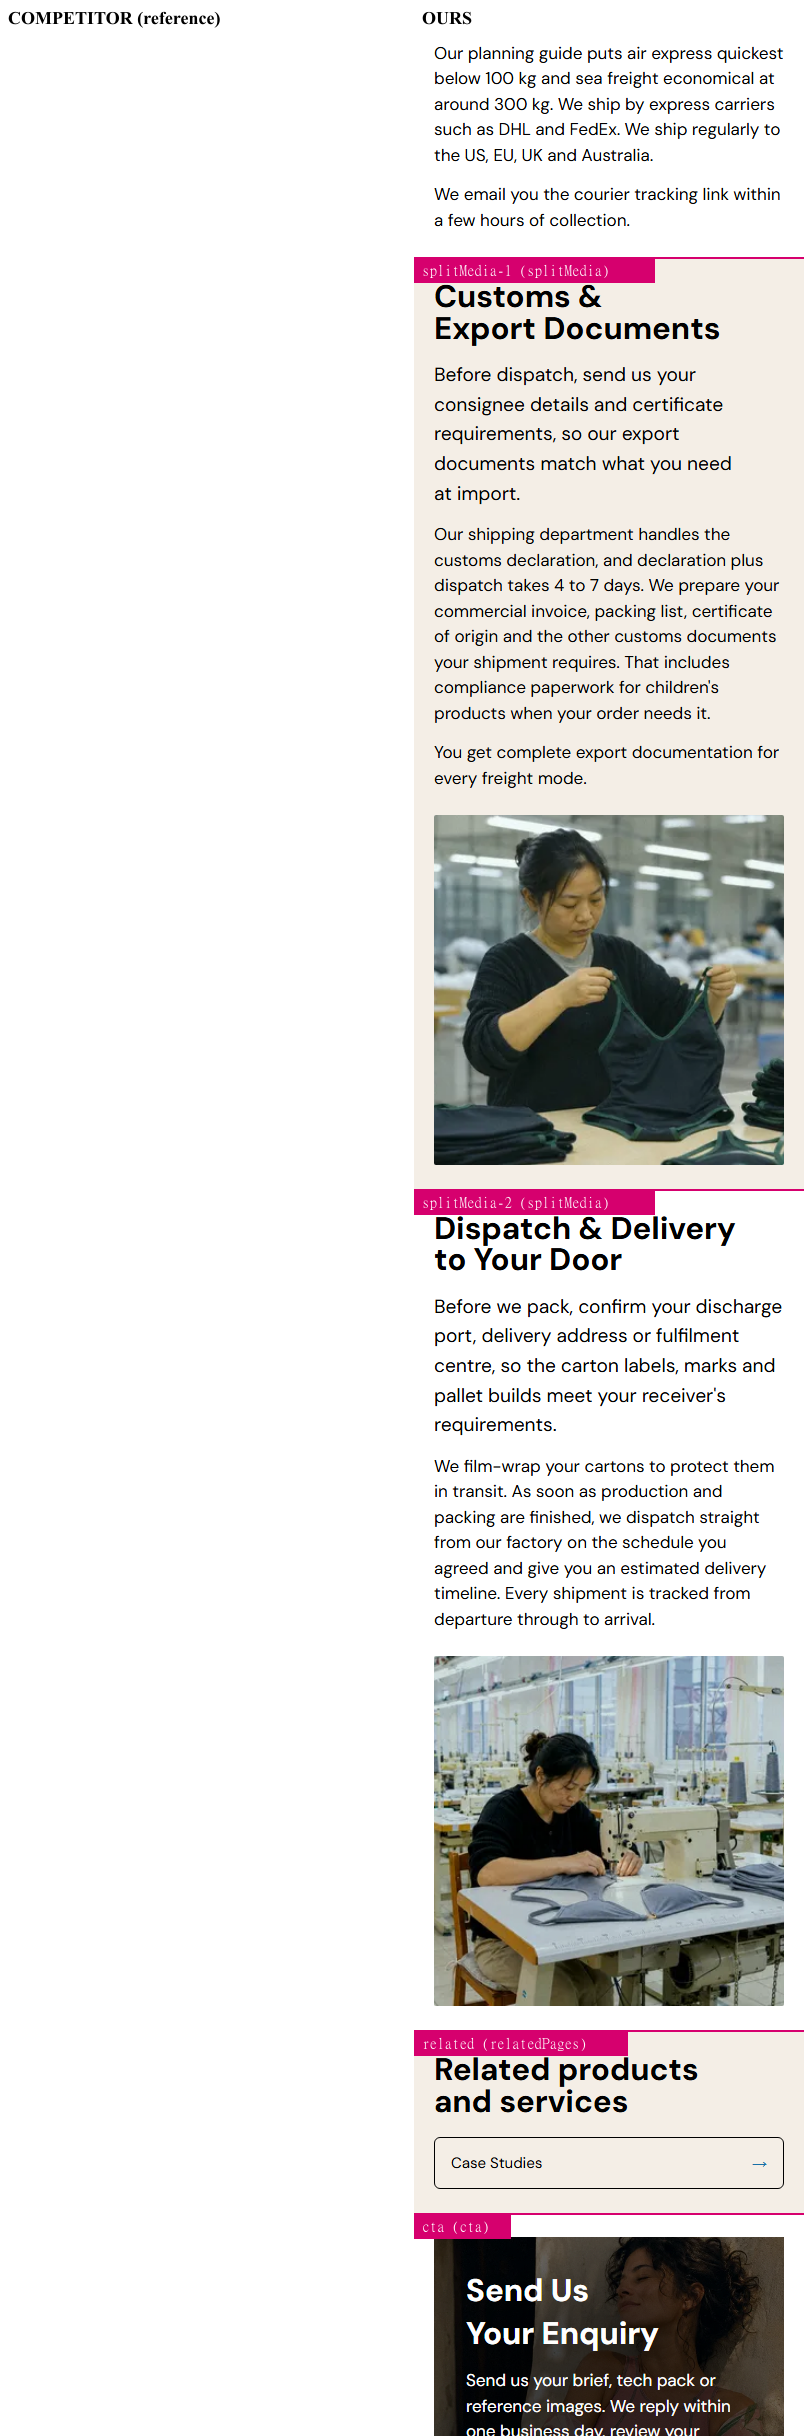 COMPETITOR (reference)
OURS
Our planning guide puts air express quickest
below 100 kg and sea freight economical at
around 300 kg. We ship by express carriers
such as DHL and FedEx. We ship regularly to
the US, EU, UK and Australia.
We email you the courier tracking link within
a few hours of collection.
splitMedia-1 (splitMedia)
Customs &
Export Documents
Before dispatch, send us your
consignee details and certificate
requirements, so our export
documents match what you need
at import.
Our shipping department handles the
customs declaration, and declaration plus
dispatch takes 4 to 7 days. We prepare your
commercial invoice, packing list, certificate
of origin and the other customs documents
your shipment requires. That includes
compliance paperwork for children's
products when your order needs it.
You get complete export documentation for
every freight mode.
splitMedia-2 (splitMedia)
Dispatch & Delivery
to Your Door
Before we pack, confirm your discharge
port, delivery address or fulfilment
centre, so the carton labels, marks and
pallet builds meet your receiver's
requirements.
We film-wrap your cartons to protect them
in transit. As soon as production and
packing are finished, we dispatch straight
from our factory on the schedule you
agreed and give you an estimated delivery
timeline. Every shipment is tracked from
departure through to arrival.
related (relatedPages)
Related products
and services
Case Studies →
cta (cta)
Send Us
Your Enquiry
Send us your brief, tech pack or
reference images. We reply within
one business day, review your